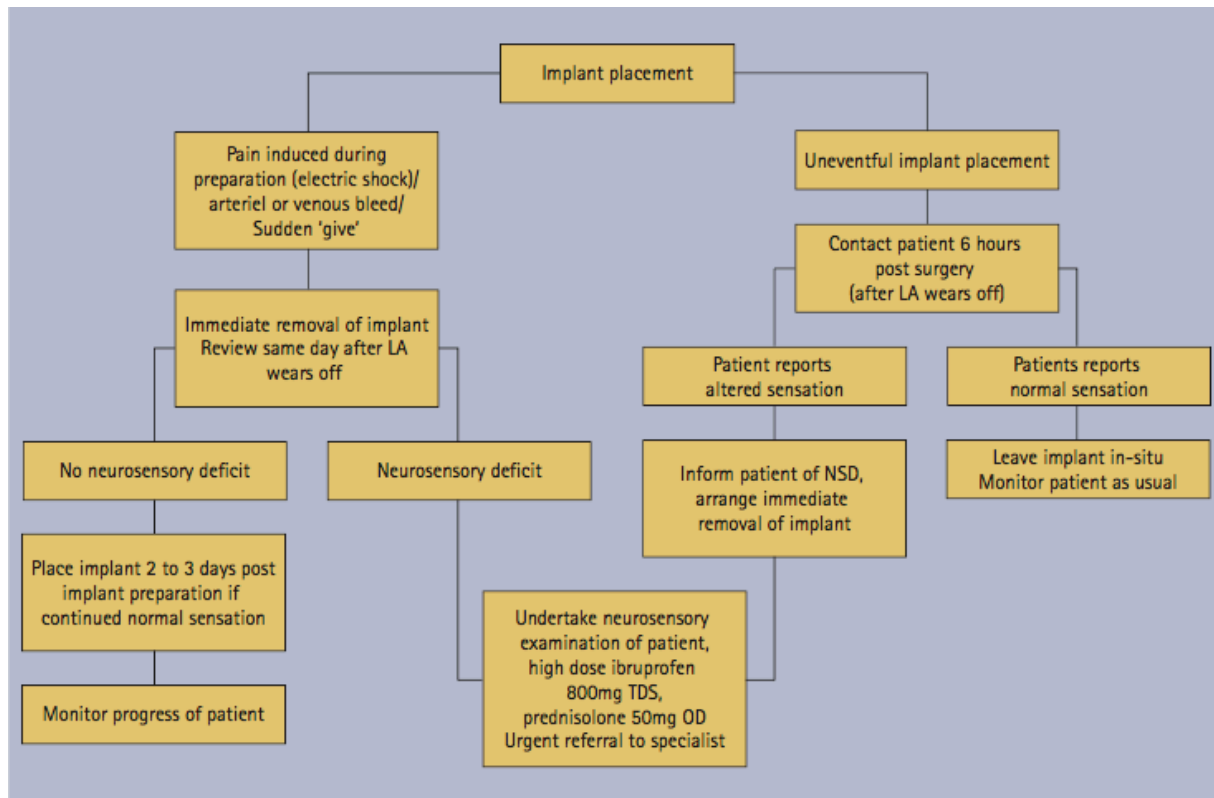 Implant placement
Pain induced during
preparation (electric shock)/
arteriel or venous bleed/
Sudden 'give'
Uneventful implant placement
Contact patient 6 hours
post surgery
(after LA wears off)
Immediate removal of implant
Review same day after LA
wears off
Patient reports
altered sensation
Patients reports
normal sensation
No neurosensory deficit
Neurosensory deficit
Inform patient of NSD,
arrange immediate
removal of implant
Leave implant in-situ
Monitor patient as usual
Place implant 2 to 3 days post
implant preparation if
continued normal sensation
Undertake neurosensory
examination of patient,
high dose ibruprofen
800mg TDS,
prednisolone 50mg OD
Urgent referral to specialist
Monitor progress of patient